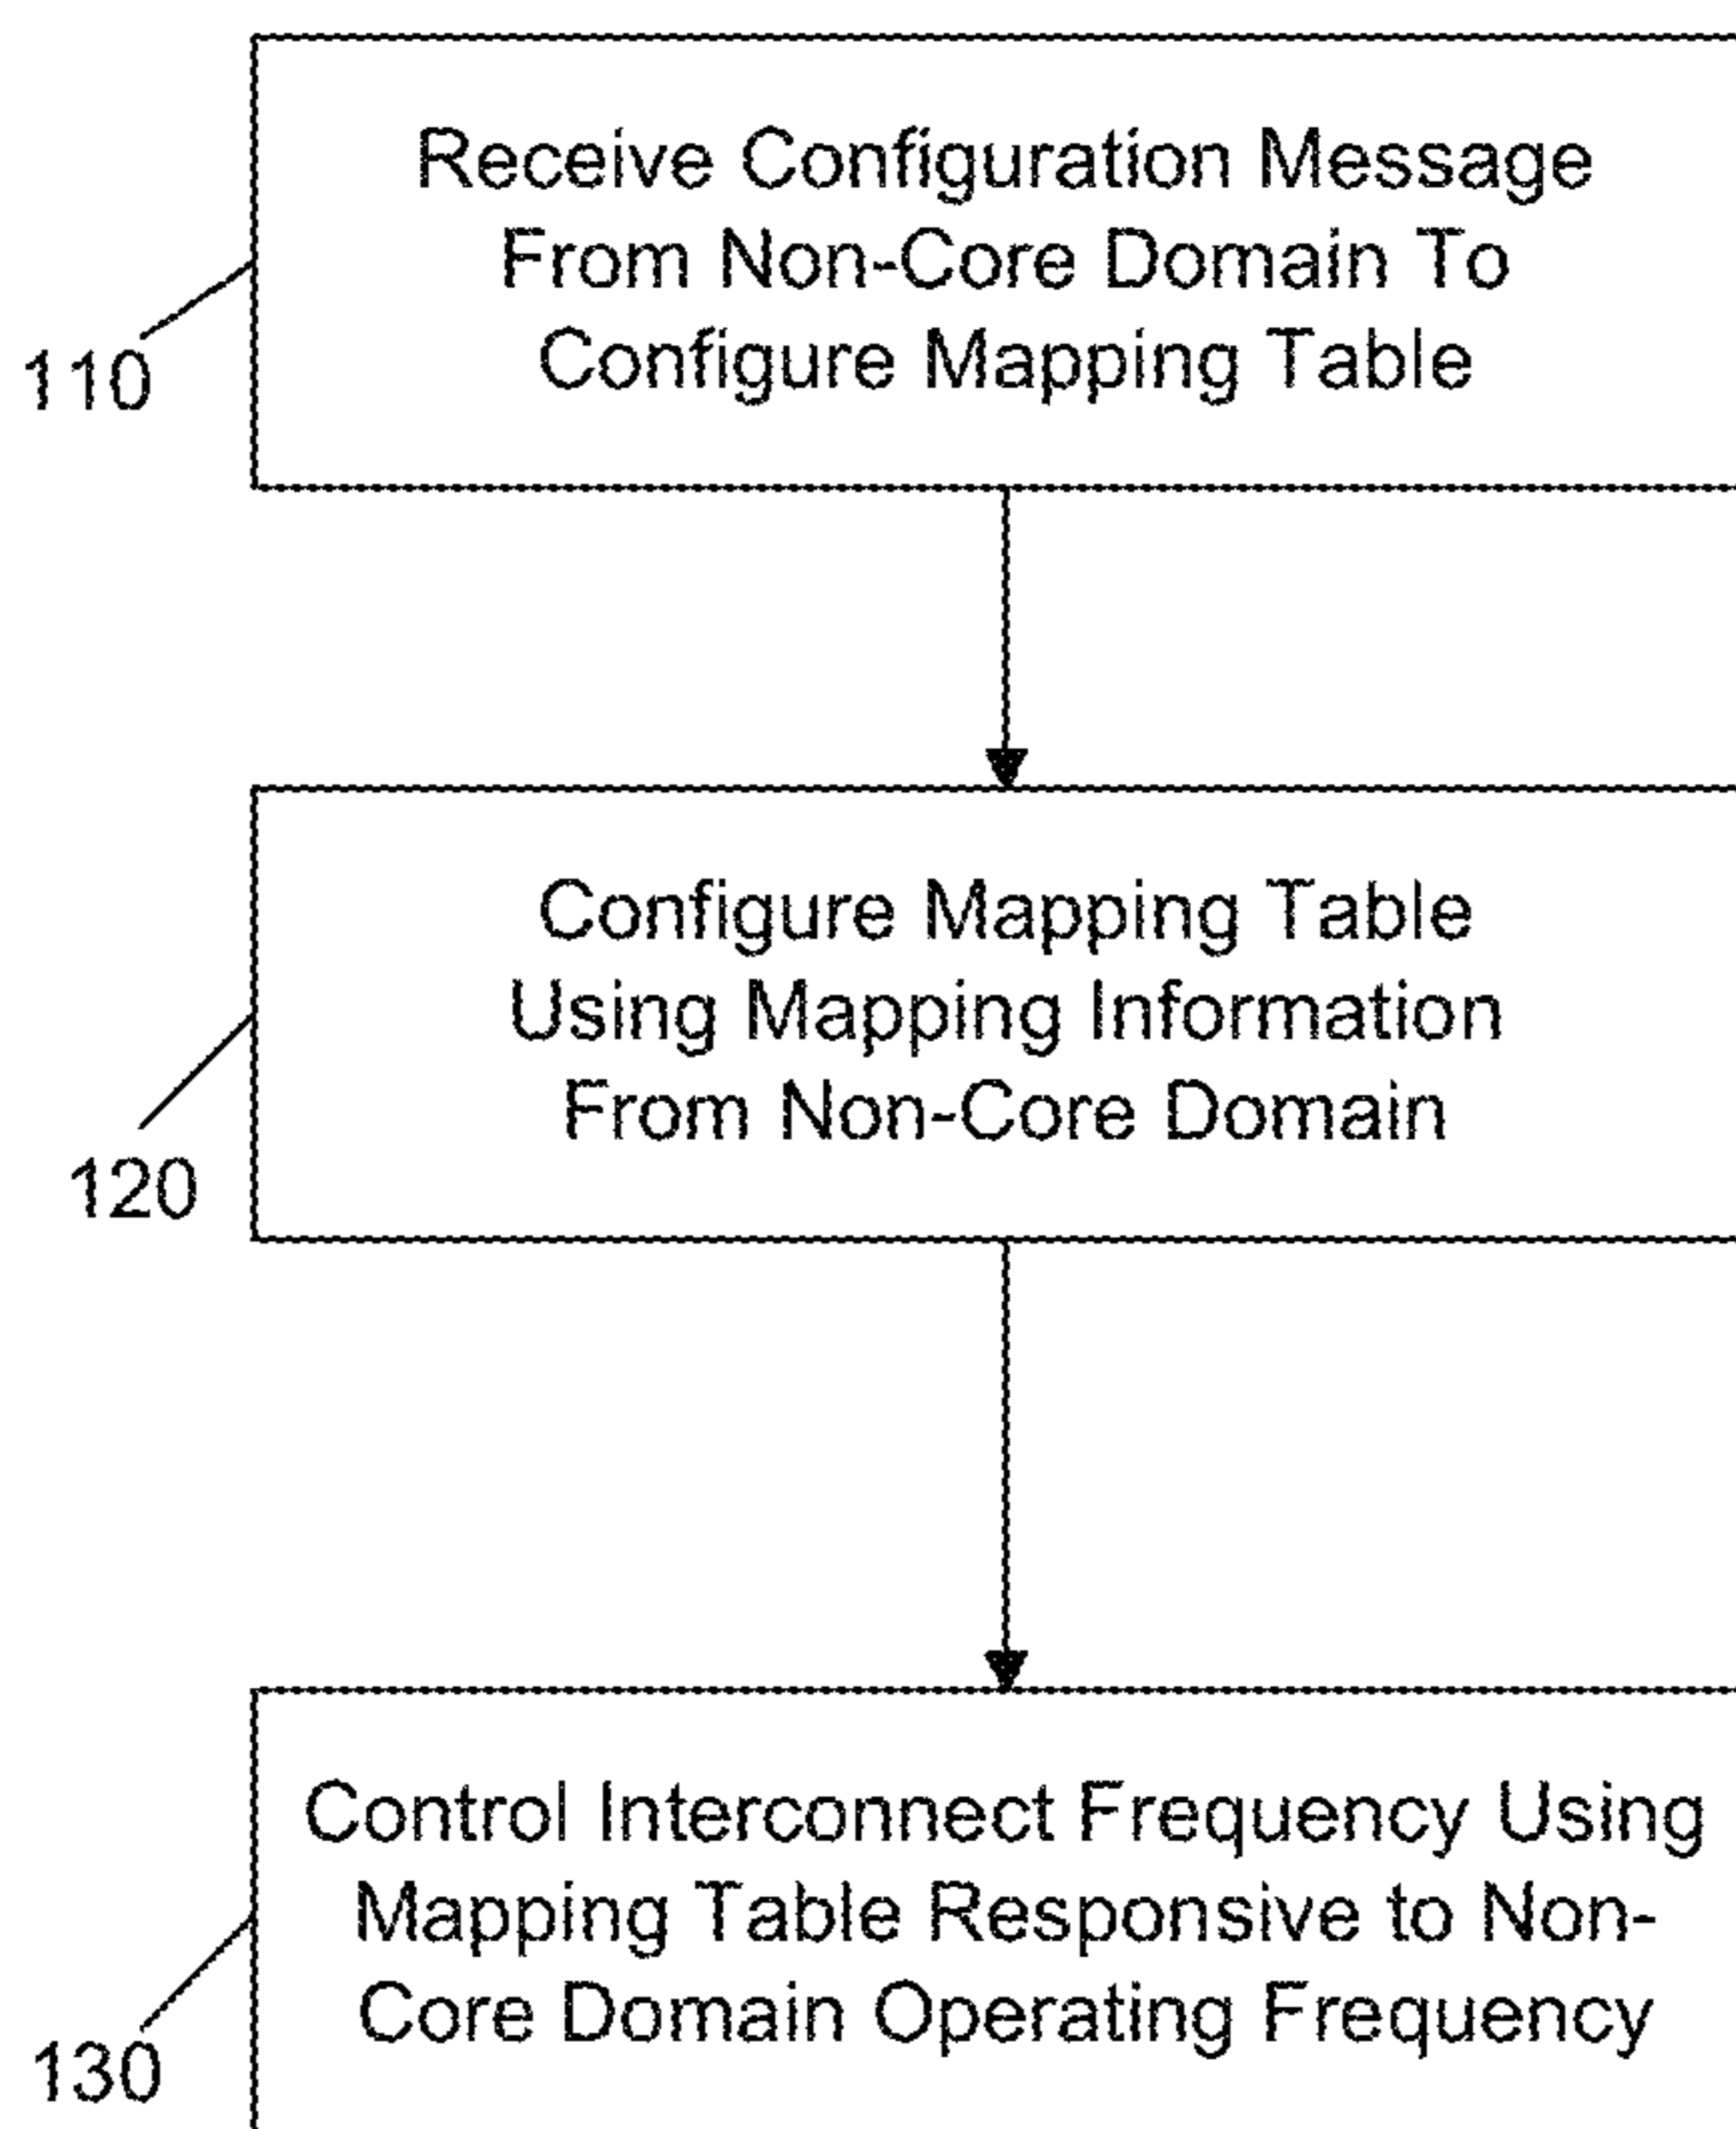 Receive Configuration Message
From Non-Core Domain To
Configure Mapping Table
110
Configure Mapping Table
Using Mapping Information
From Non-Core Domain
120
Control Interconnect Frequency Using
Mapping Table Responsive to Non-
Core Domain Operating Frequency
130